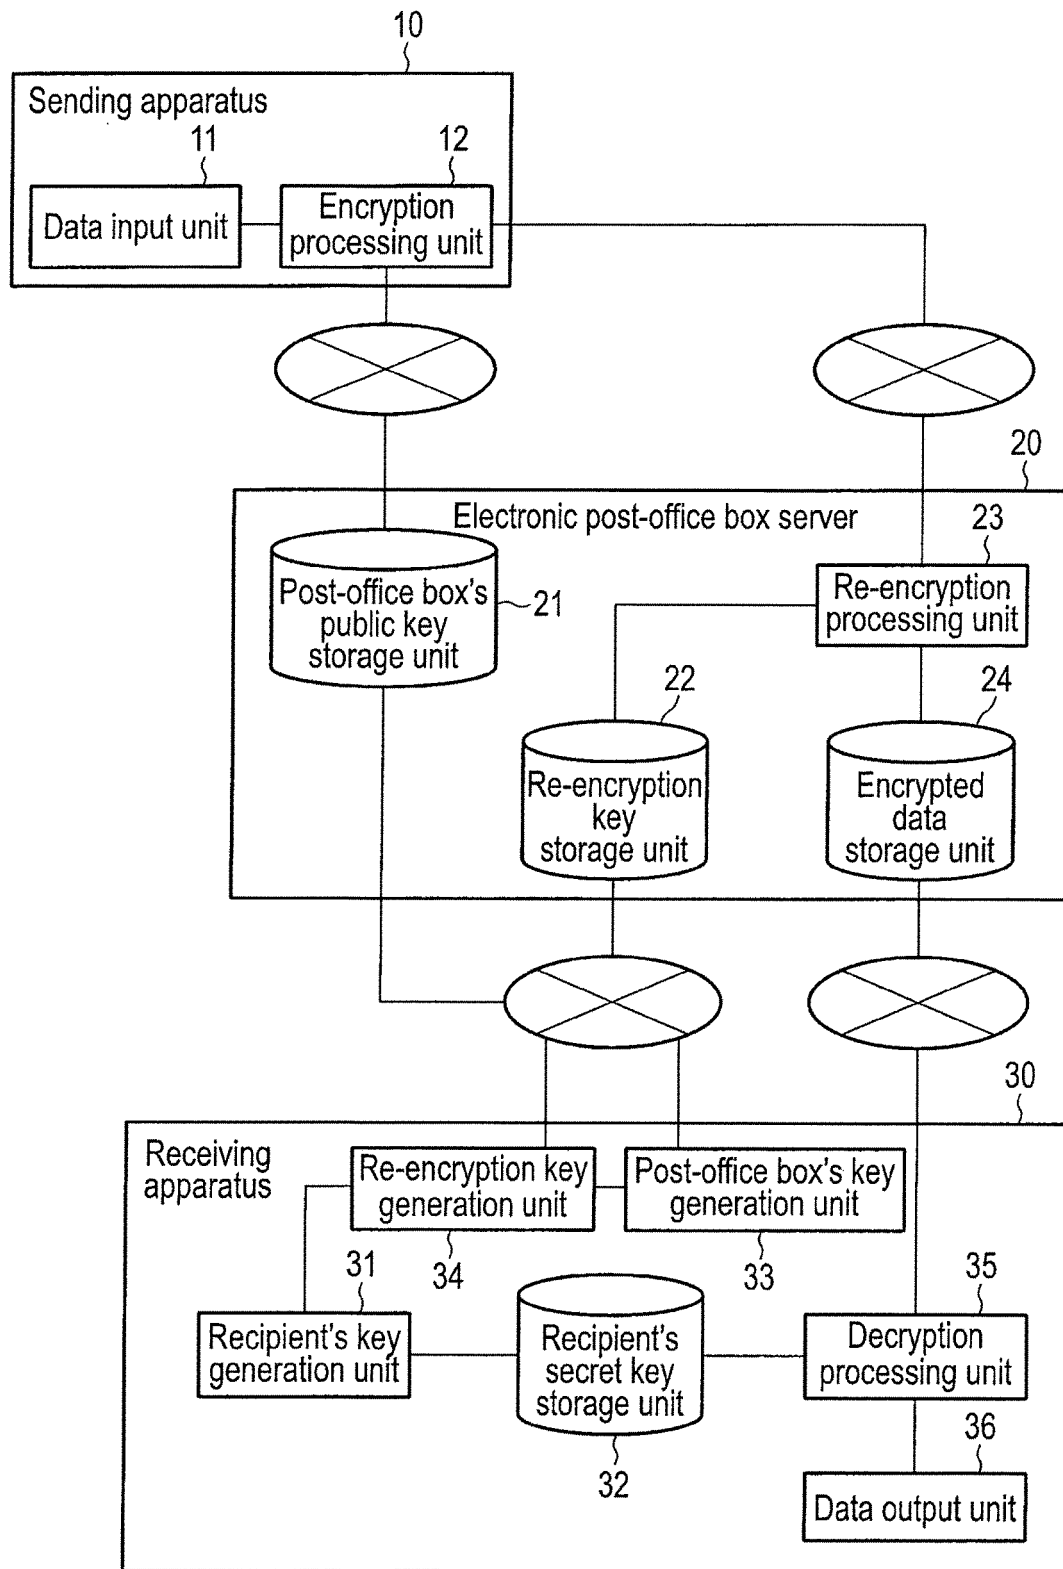 10
Sending apparatus
11
12
Data input unit
Encryption
processing unit
20
Electronic post-office box server
23
Post-office box's
public key
storage unit
21
Re-encryption
processing unit
22
24
Re-encryption
key
storage unit
Encrypted
data
storage unit
30
Receiving
apparatus
Re-encryption key
generation unit
Post-office box's key
generation unit
34
33
31
35
Recipient's key
generation unit
Recipient's
secret key
storage unit
Decryption
processing unit
32
36
Data output unit